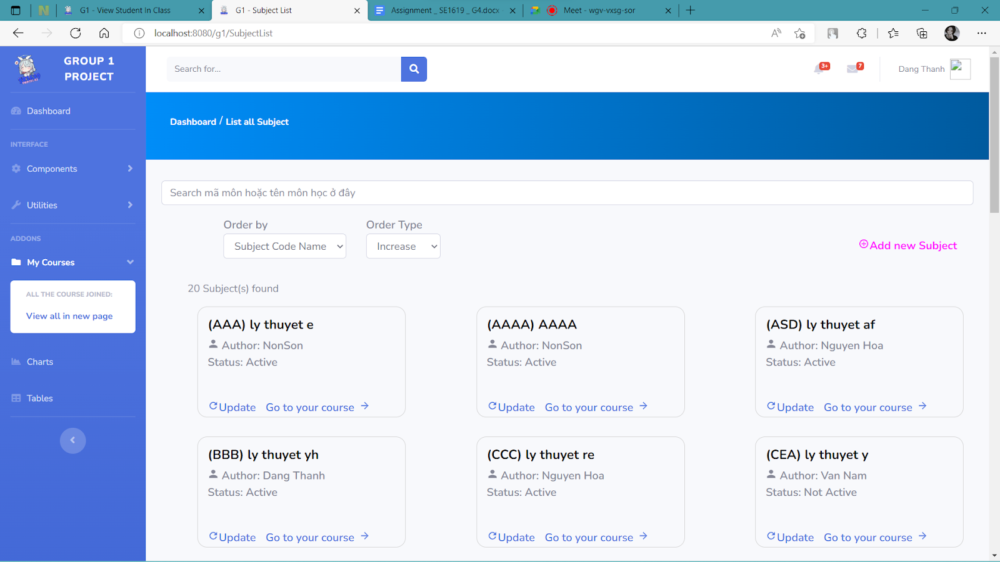 G1 - View Student In Class
G1 - Subject List
Assignment _ SE1619 _ G4.docx
Meet - wgv-vxsg-sor
localhost:8080/g1/SubjectList
GROUP 1
PROJECT
Search for...
3+
7
Dang Thanh
Dashboard
Dashboard / List all Subject
INTERFACE
Components
Utilities
ADDONS
My Courses
ALL THE COURSE JOINED:
View all in new page
Charts
Tables
Search mã môn hoặc tên môn học ở đây
Order by
Order Type
Subject Code Name
Increase
Add new Subject
20 Subject(s) found
(AAA) ly thuyet e
Author: NonSon
Status: Active
Update Go to your course
(AAAA) AAAA
Author: NonSon
Status: Active
Update Go to your course
(ASD) ly thuyet af
Author: Nguyen Hoa
Status: Active
Update Go to your course
(BBB) ly thuyet yh
Author: Dang Thanh
Status: Active
Update Go to your course
(CCC) ly thuyet re
Author: Nguyen Hoa
Status: Active
Update Go to your course
(CEA) ly thuyet y
Author: Van Nam
Status: Not Active
Update Go to your course